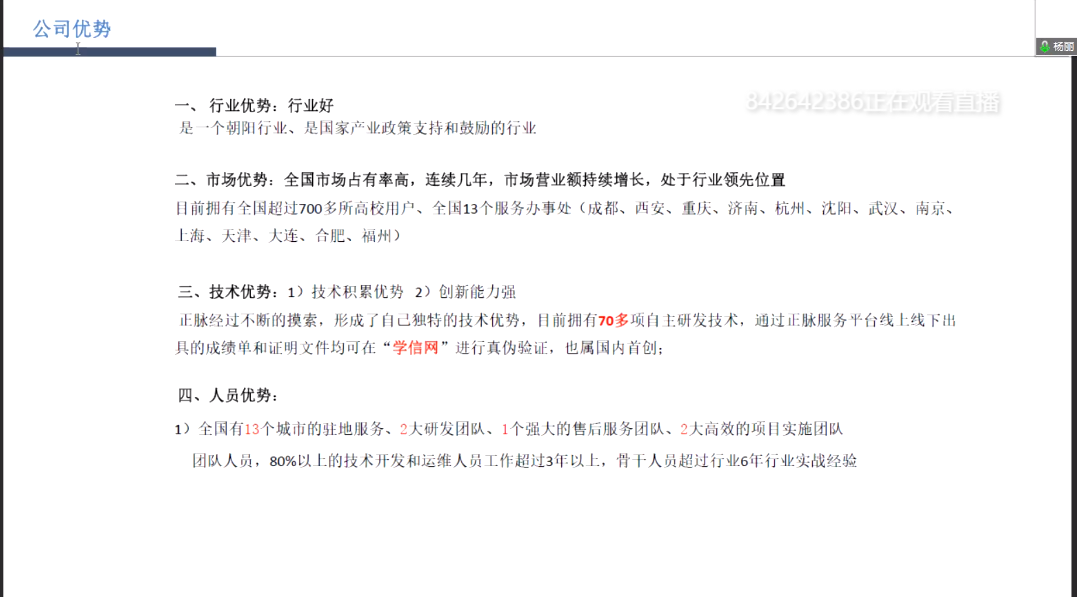 公司优势
杨丽
842642386正在观看直播
一、 行业优势：行业好
是一个朝阳行业、是国家产业政策支持和鼓励的行业
二、市场优势：全国市场占有率高，连续几年，市场营业额持续增长，处于行业领先位置
目前拥有全国超过700多所高校用户、全国13个服务办事处（成都、西安、重庆、济南、杭州、沈阳、武汉、南京、
上海、天津、大连、合肥、福州）
三、技术优势：1）技术积累优势 2）创新能力强
正脉经过不断的摸索，形成了自己独特的技术优势，目前拥有70多项自主研发技术，通过正脉服务平台线上线下出
具的成绩单和证明文件均可在“学信网”进行真伪验证，也属国内首创；
四、人员优势：
1）全国有13个城市的驻地服务、2大研发团队、1个强大的售后服务团队、2大高效的项目实施团队
团队人员，80%以上的技术开发和运维人员工作超过3年以上，骨干人员超过行业6年行业实战经验